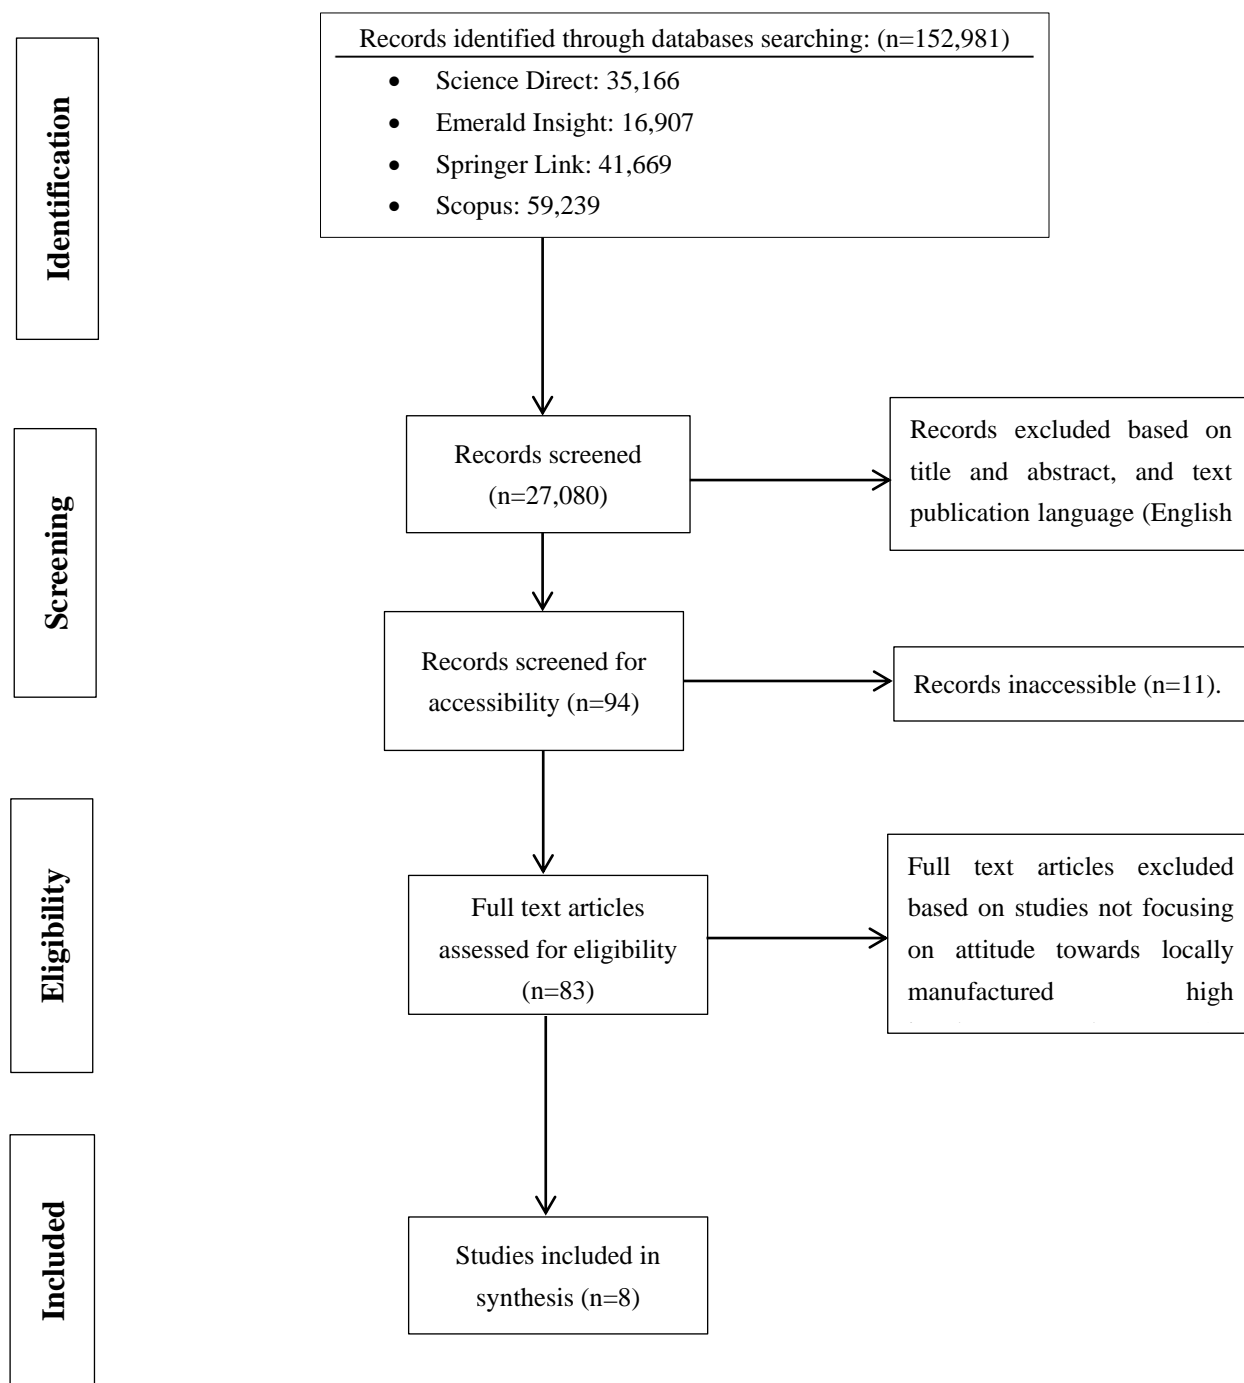 Identification
Records identified through databases searching: (n=152,981)
• Science Direct: 35,166
• Emerald Insight: 16,907
• Springer Link: 41,669
• Scopus: 59,239
Screening
Records screened
(n=27,080)
Records excluded based on
title and abstract, and text
publication language (English
Records screened for
accessibility (n=94)
Records inaccessible (n=11).
Eligibility
Full text articles
assessed for eligibility
(n=83)
Full text articles excluded
based on studies not focusing
on attitude towards locally
manufactured high
Included
Studies included in
synthesis (n=8)